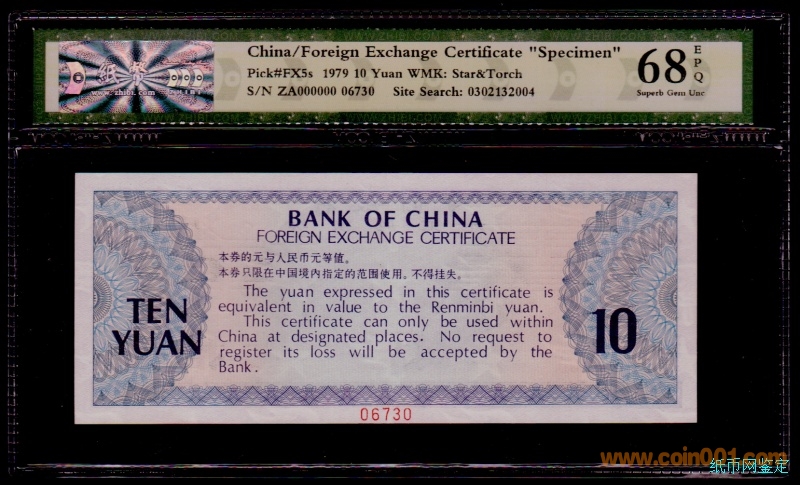 China/Foreign Exchange Certificate "Specimen"
Pick#FX5s 1979 10 Yuan WMK: Star&Torch
S/N ZA000000 06730 Site Search: 0302132004
68
EPQ
Superb Gem Unc
www.zhibi.com
BANK OF CHINA
FOREIGN EXCHANGE CERTIFICATE
本券的元与人民币元等值。
本券只限在中国境内指定的范围使用,不得挂失。
The yuan expressed in this certificate is
equivalent in value to the Renminbi yuan.
This certificate can only be used within
China at designated places. No request to
register its loss will be accepted by the
Bank.
TEN
YUAN
10
06730
www.coin001.com
纸币网鉴定